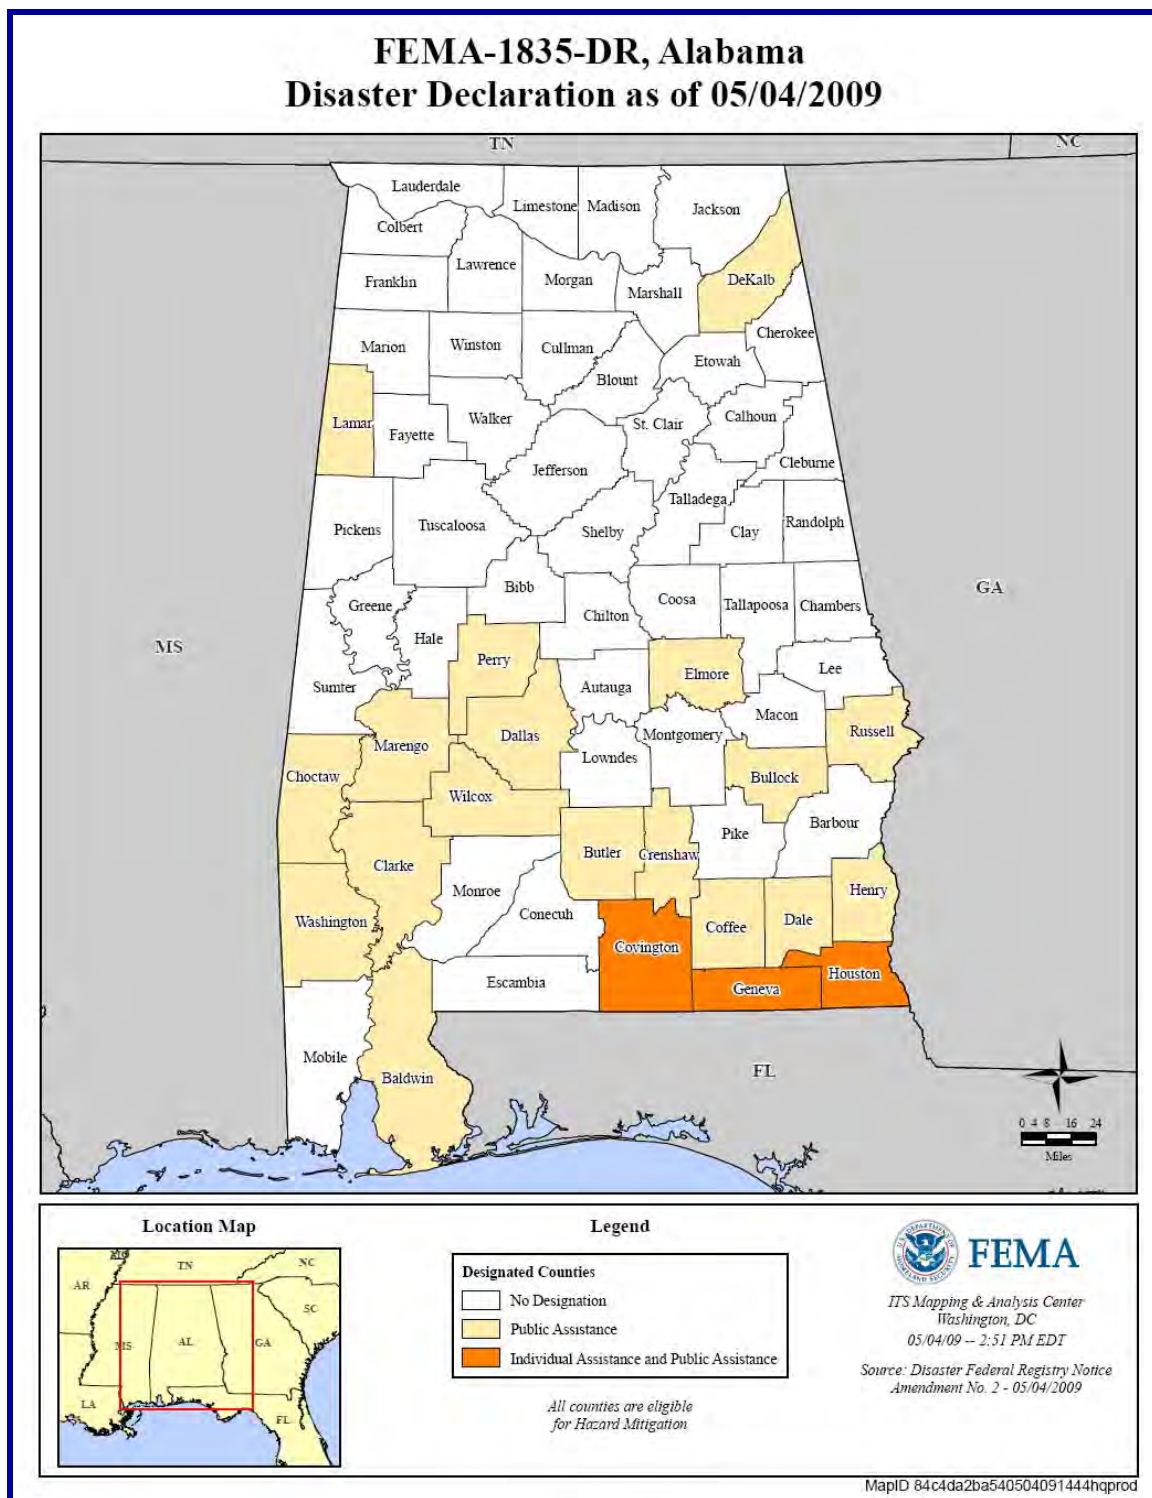 FEMA-1835-DR, Alabama
Disaster Declaration as of 05/04/2009
TN
NC
Lauderdale
Limestone
Madison
Jackson
Colbert
Lawrence
Franklin
Morgan
Marshall
DeKalb
Marion
Winston
Cullman
Cherokee
Etowah
Blount
Lamar
Fayette
Walker
St. Clair
Calhoun
Jefferson
Cleburne
Talladega
Pickens
Tuscaloosa
Shelby
Clay
Randolph
GA
Bibb
Greene
Chilton
Coosa
Tallapoosa
Chambers
MS
Hale
Perry
Elmore
Lee
Sumter
Autauga
Macon
Marengo
Dallas
Montgomery
Russell
Lowndes
Choctaw
Bullock
Wilcox
Pike
Barbour
Clarke
Butler
Crenshaw
Monroe
Henry
Washington
Conecuh
Coffee
Dale
Covington
Houston
Escambia
Geneva
Mobile
Baldwin
FL
0 4 8 16 24
Miles
Location Map
TN
NC
AR
SC
MS
AL
GA
LA
FL
Legend
Designated Counties
No Designation
Public Assistance
Individual Assistance and Public Assistance
All counties are eligible
for Hazard Mitigation
FEMA
ITS Mapping & Analysis Center
Washington, DC
05/04/09 -- 2:51 PM EDT
Source: Disaster Federal Registry Notice
Amendment No. 2 - 05/04/2009
MapID 84c4da2ba540504091444hqprod